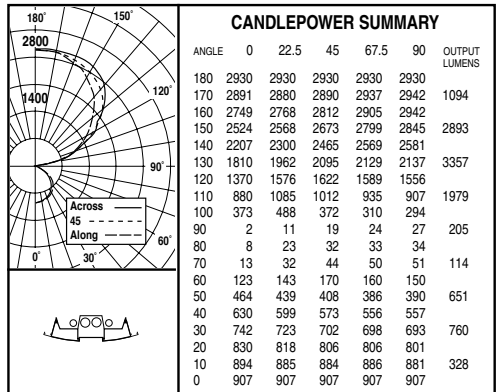 180˚
150˚
2800
120˚
1400
90˚
Across
45
Along
60˚
0˚
30˚
CANDLEPOWER SUMMARY
ANGLE 0 22.5 45 67.5 90 OUTPUT
LUMENS
180 2930 2930 2930 2930 2930
170 2891 2880 2890 2937 2942 1094
160 2749 2768 2812 2905 2942
150 2524 2568 2673 2799 2845 2893
140 2207 2300 2465 2569 2581
130 1810 1962 2095 2129 2137 3357
120 1370 1576 1622 1589 1556
110 880 1085 1012 935 907 1979
100 373 488 372 310 294
90 2 11 19 24 27 205
80 8 23 32 33 34
70 13 32 44 50 51 114
60 123 143 170 160 150
50 464 439 408 386 390 651
40 630 599 573 556 557
30 742 723 702 698 693 760
20 830 818 806 806 801
10 894 885 884 886 881 328
0 907 907 907 907 907